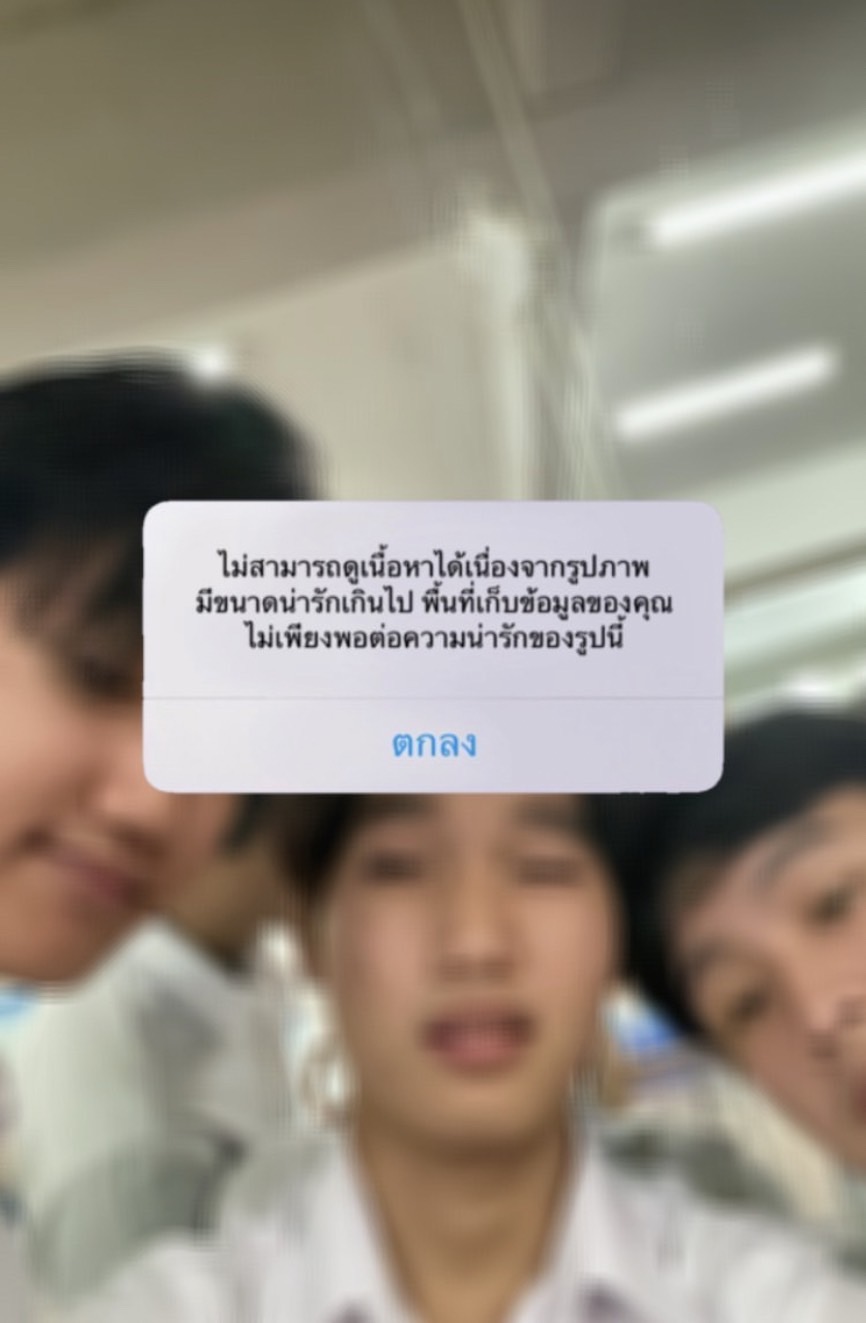 ไม่สามารถดูเนื้อหาได้เนื่องจากรูปภาพ
มีขนาดน่ารักเกินไป พื้นที่เก็บข้อมูลของคุณ
ไม่เพียงพอต่อความน่ารักของรูปนี้
ตกลง